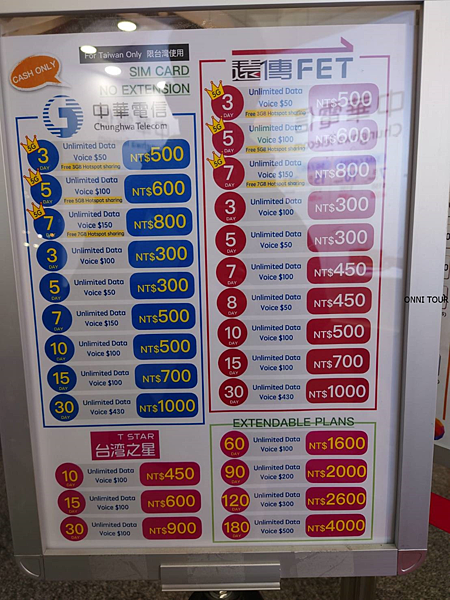 CASH ONLY
For Taiwan Only 限台灣使用
SIM CARD
NO EXTENSION
中華電信
Chunghwa Telecom
5G
3 DAY Unlimited Data Voice $50 Free 3GB Hotspot sharing NT$500
5G
5 DAY Unlimited Data Voice $100 Free 5GB Hotspot sharing NT$600
5G
7 DAY Unlimited Data Voice $150 Free 7GB Hotspot sharing NT$800
3 DAY Unlimited Data Voice $100 NT$300
5 DAY Unlimited Data Voice $50 NT$300
7 DAY Unlimited Data Voice $150 NT$500
10 DAY Unlimited Data Voice $100 NT$500
15 DAY Unlimited Data Voice $100 NT$700
30 DAY Unlimited Data Voice $430 NT$1000
T STAR
台湾之星
10 DAY Unlimited Data Voice $100 NT$450
15 DAY Unlimited Data Voice $100 NT$600
30 DAY Unlimited Data Voice $100 NT$900
遠傳FET
5G
3 DAY Unlimited Data Voice $50 Free 3GB Hotspot sharing NT$500
5G
5 DAY Unlimited Data Voice $100 Free 5GB Hotspot sharing NT$600
5G
7 DAY Unlimited Data Voice $150 Free 7GB Hotspot sharing NT$800
3 DAY Unlimited Data Voice $100 NT$300
5 DAY Unlimited Data Voice $50 NT$300
7 DAY Unlimited Data Voice $100 NT$450
8 DAY Unlimited Data Voice $50 NT$450
10 DAY Unlimited Data Voice $100 NT$500
15 DAY Unlimited Data Voice $100 NT$700
30 DAY Unlimited Data Voice $430 NT$1000
EXTENDABLE PLANS
60 DAY Unlimited Data Voice $100 NT$1600
90 DAY Unlimited Data Voice $200 NT$2000
120 DAY Unlimited Data Voice $300 NT$2600
180 DAY Unlimited Data Voice $500 NT$4000
ONNI TOUR